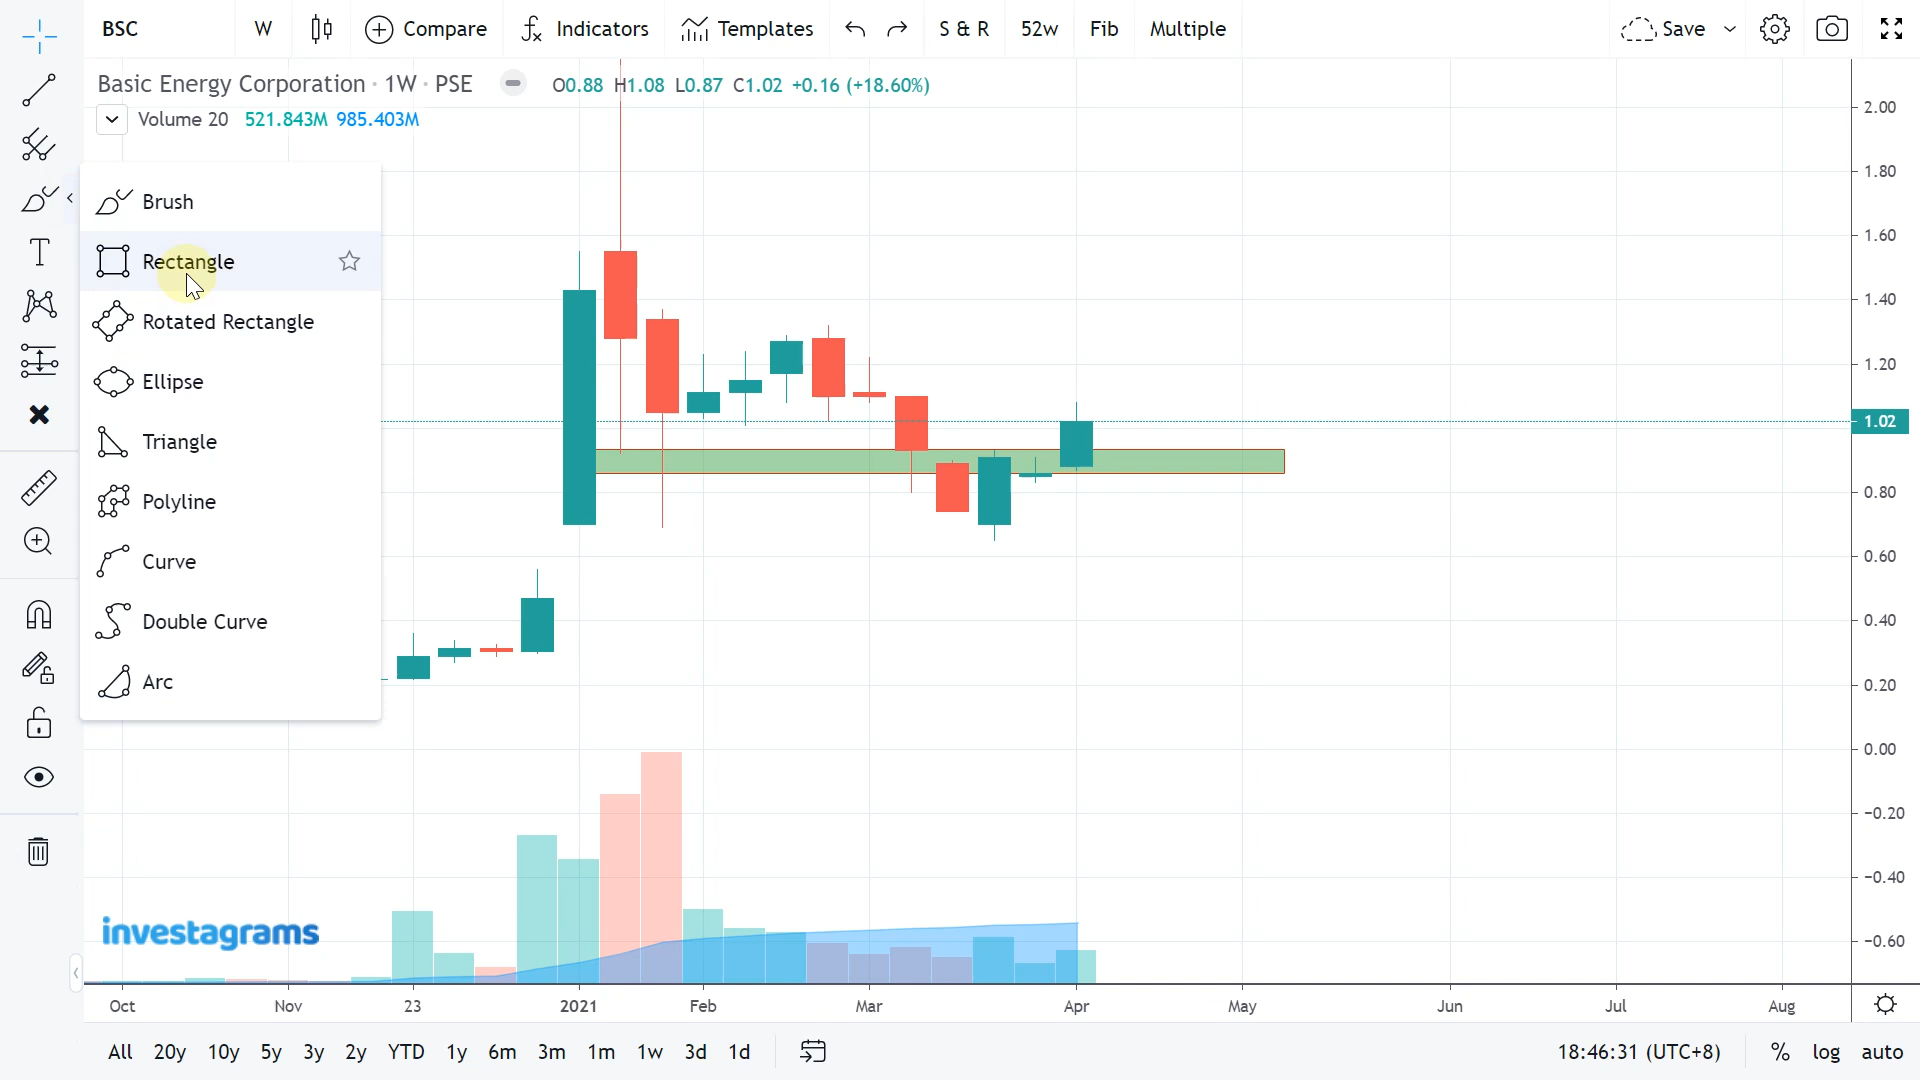 BSC W Compare Indicators Templates S & R 52w Fib Multiple Save
Basic Energy Corporation · 1W · PSE O0.88 H1.08 L0.87 C1.02 +0.16 (+18.60%)
Volume 20 521.843M 985.403M
Brush
Rectangle
Rotated Rectangle
Ellipse
Triangle
Polyline
Curve
Double Curve
Arc
2.00
1.80
1.60
1.40
1.20
1.02
0.80
0.60
0.40
0.20
0.00
−0.20
−0.40
−0.60
investagrams
Oct Nov 23 2021 Feb Mar Apr May Jun Jul Aug
All 20y 10y 5y 3y 2y YTD 1y 6m 3m 1m 1w 3d 1d 18:46:31 (UTC+8) % log auto